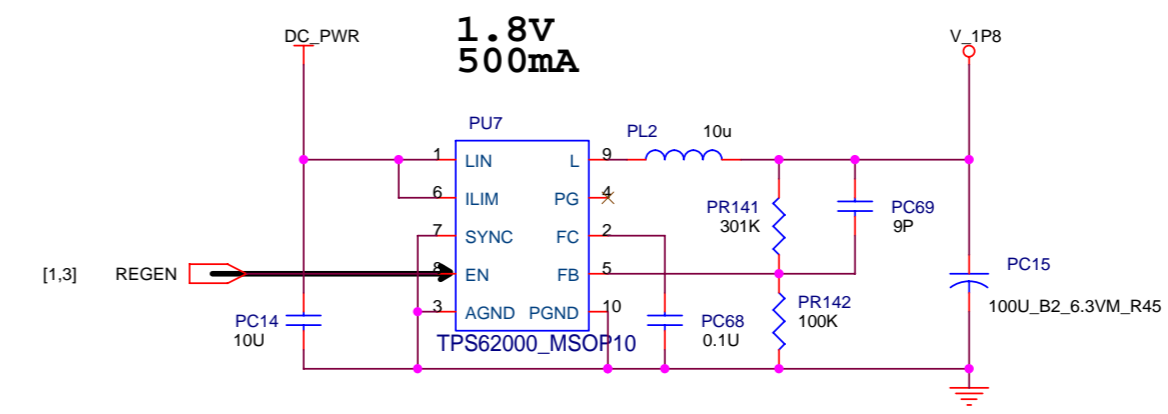 1.8V
500mA
DC_PWR
V_1P8
PU7
PL2
10u
1
LIN
L
9
6
ILIM
PG
4
7
SYNC
FC
2
8
EN
FB
5
3
AGND
PGND
10
TPS62000_MSOP10
[1,3]
REGEN
PC14
10U
PR141
301K
PC69
9P
PC15
100U_B2_6.3VM_R45
PR142
100K
PC68
0.1U